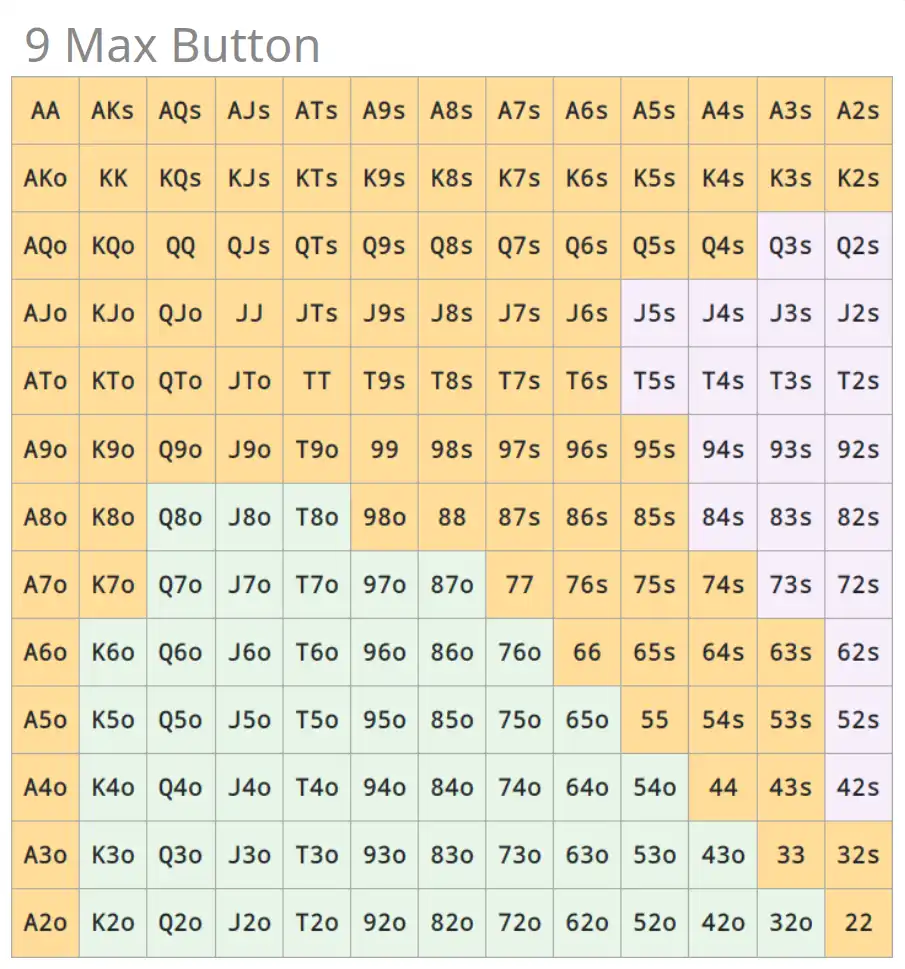 9 Max Button
AA AKs AQs AJs ATs A9s A8s A7s A6s A5s A4s A3s A2s
AKo KK KQs KJs KTs K9s K8s K7s K6s K5s K4s K3s K2s
AQo KQo QQ QJs QTs Q9s Q8s Q7s Q6s Q5s Q4s Q3s Q2s
AJo KJo QJo JJ JTs J9s J8s J7s J6s J5s J4s J3s J2s
ATo KTo QTo JTo TT T9s T8s T7s T6s T5s T4s T3s T2s
A9o K9o Q9o J9o T9o 99 98s 97s 96s 95s 94s 93s 92s
A8o K8o Q8o J8o T8o 98o 88 87s 86s 85s 84s 83s 82s
A7o K7o Q7o J7o T7o 97o 87o 77 76s 75s 74s 73s 72s
A6o K6o Q6o J6o T6o 96o 86o 76o 66 65s 64s 63s 62s
A5o K5o Q5o J5o T5o 95o 85o 75o 65o 55 54s 53s 52s
A4o K4o Q4o J4o T4o 94o 84o 74o 64o 54o 44 43s 42s
A3o K3o Q3o J3o T3o 93o 83o 73o 63o 53o 43o 33 32s
A2o K2o Q2o J2o T2o 92o 82o 72o 62o 52o 42o 32o 22